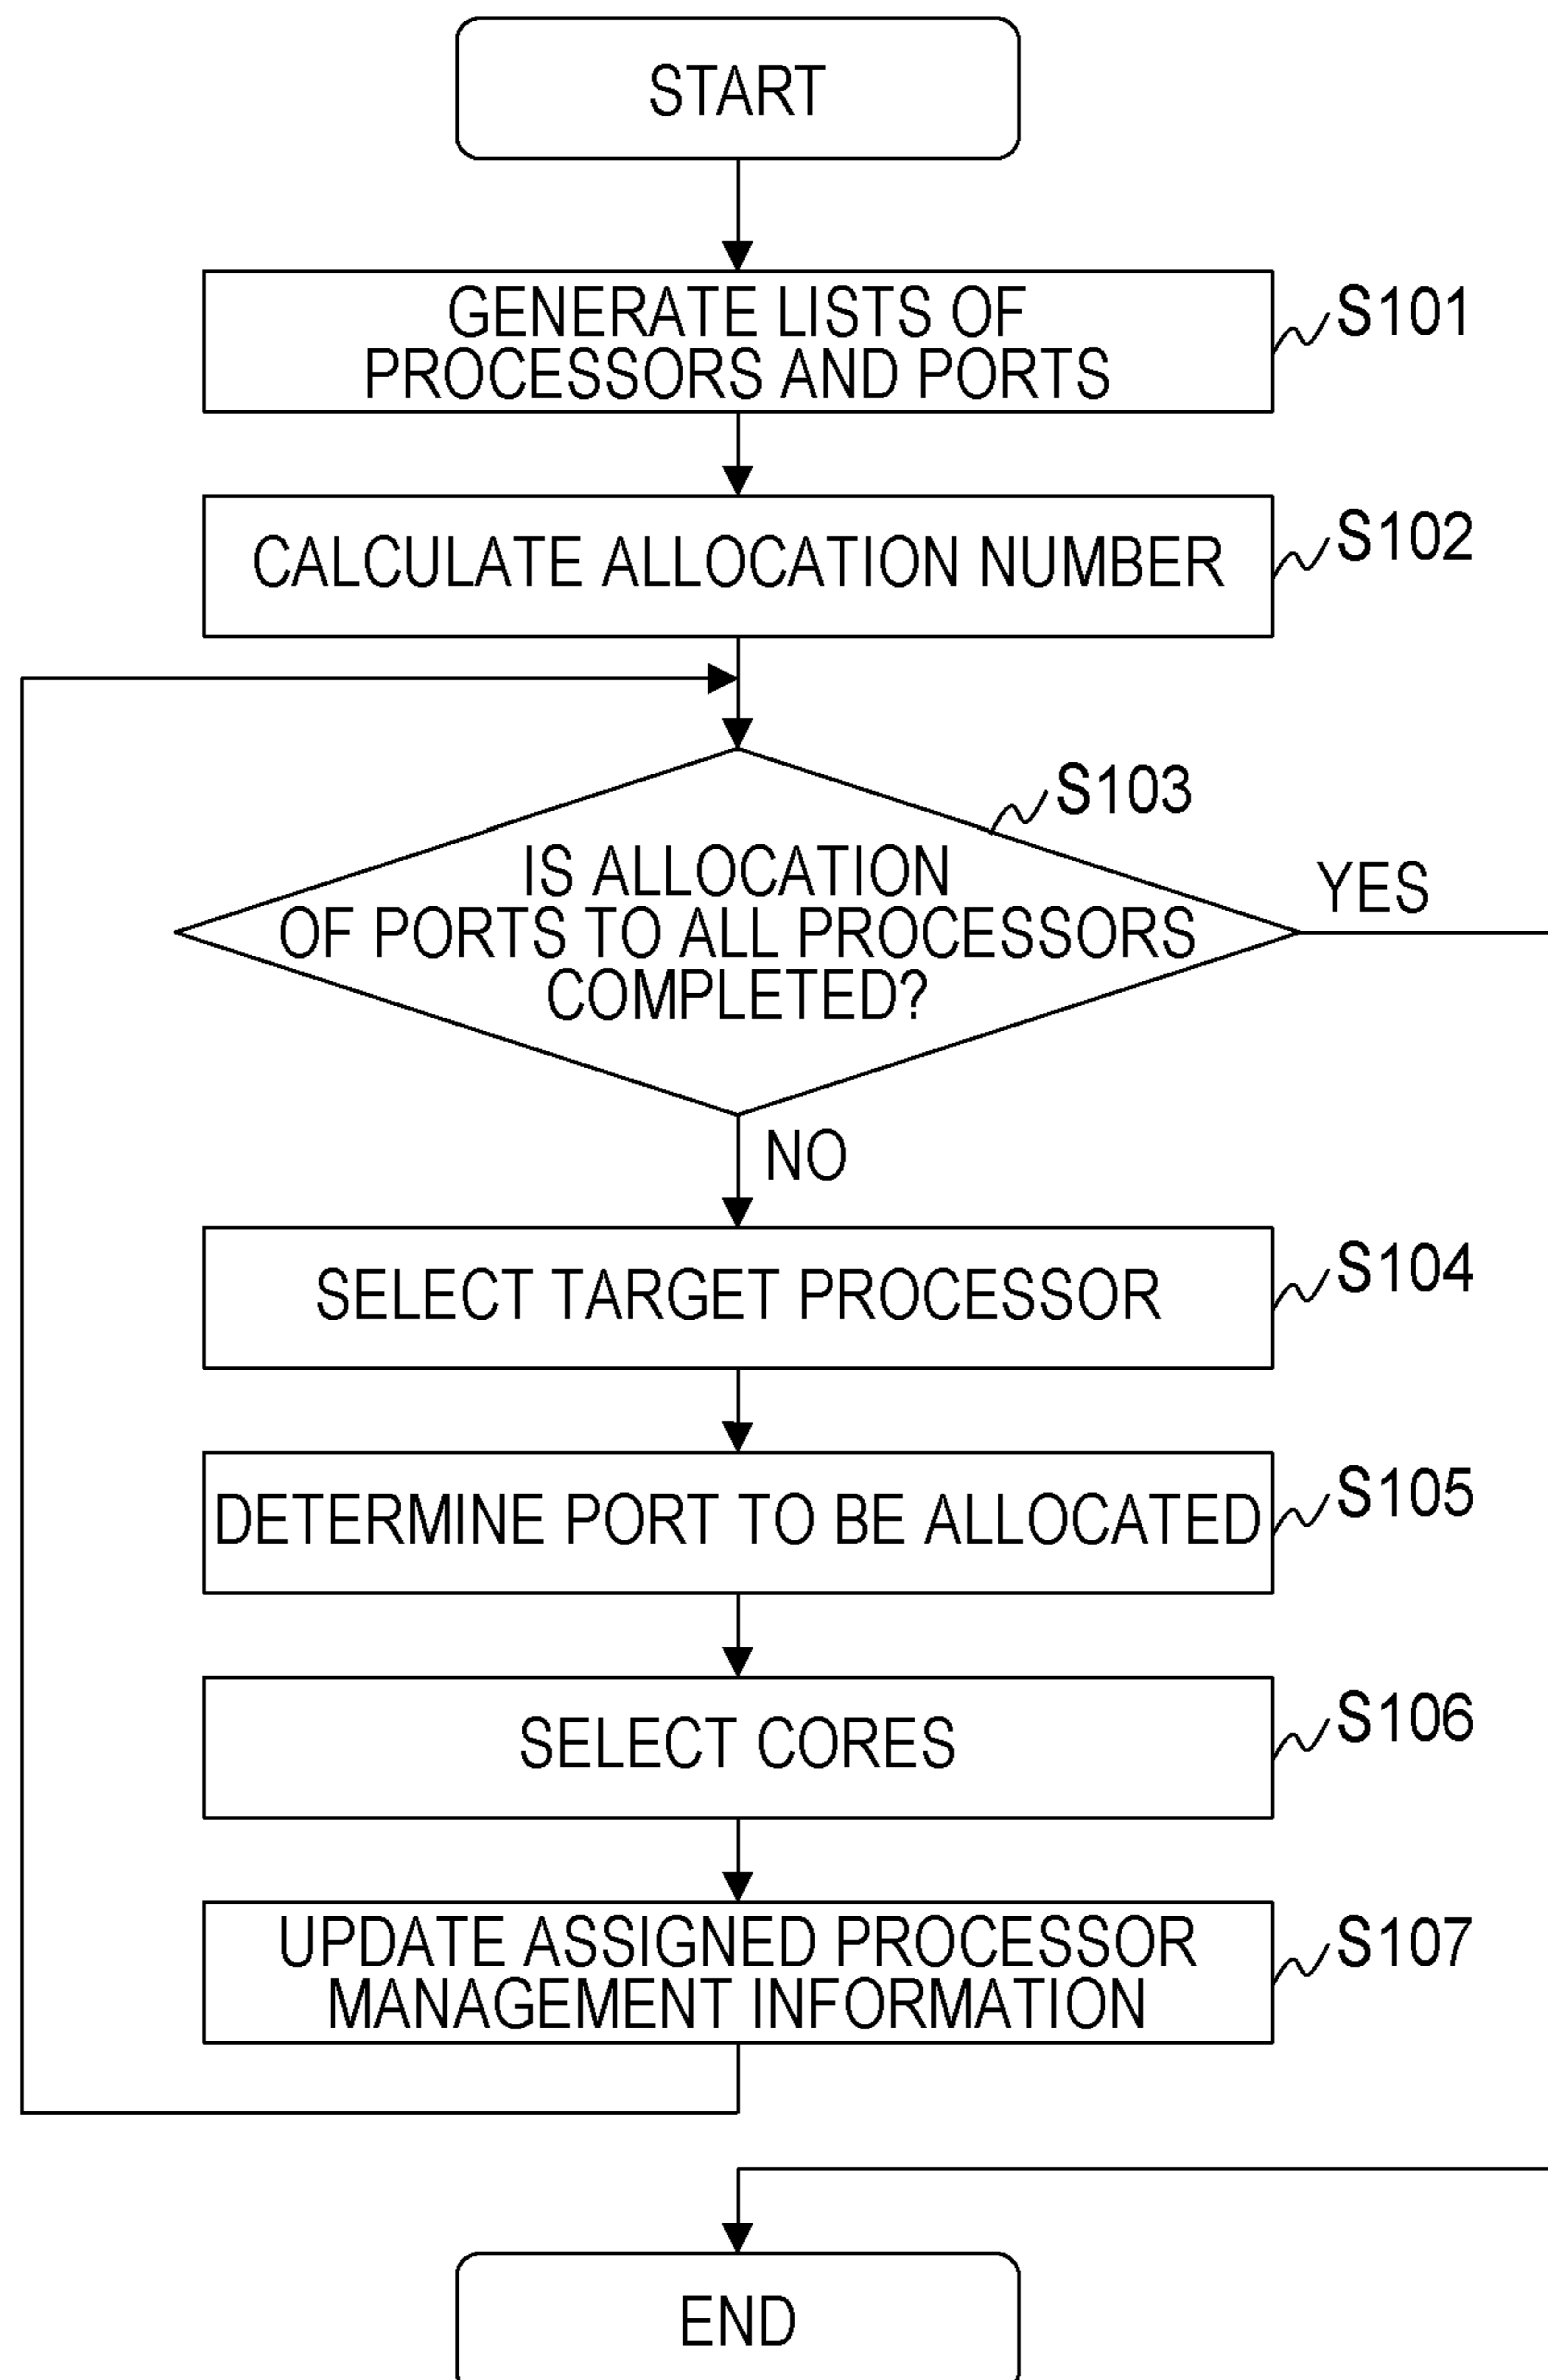 START
GENERATE LISTS OF
PROCESSORS AND PORTS
S101
CALCULATE ALLOCATION NUMBER
S102
S103
IS ALLOCATION
OF PORTS TO ALL PROCESSORS
COMPLETED?
YES
NO
SELECT TARGET PROCESSOR
S104
DETERMINE PORT TO BE ALLOCATED
S105
SELECT CORES
S106
UPDATE ASSIGNED PROCESSOR
MANAGEMENT INFORMATION
S107
END